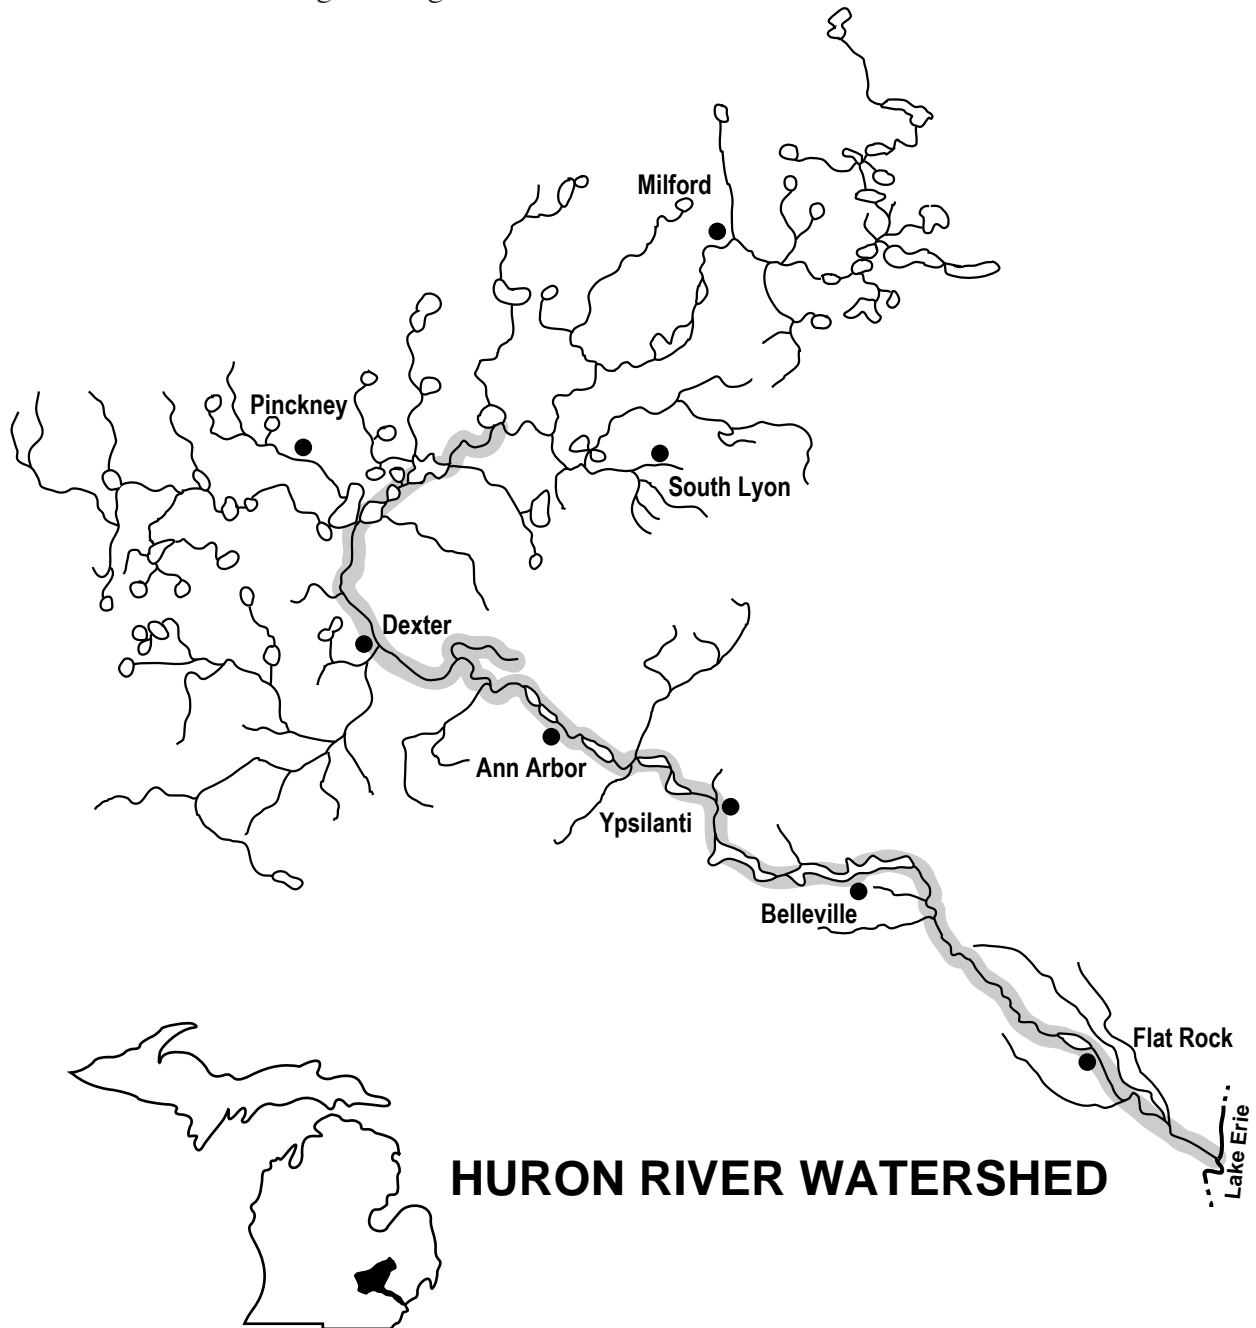 Milford
Pinckney
South Lyon
Dexter
Ann Arbor
Ypsilanti
Belleville
Flat Rock
Lake Erie
HURON RIVER WATERSHED